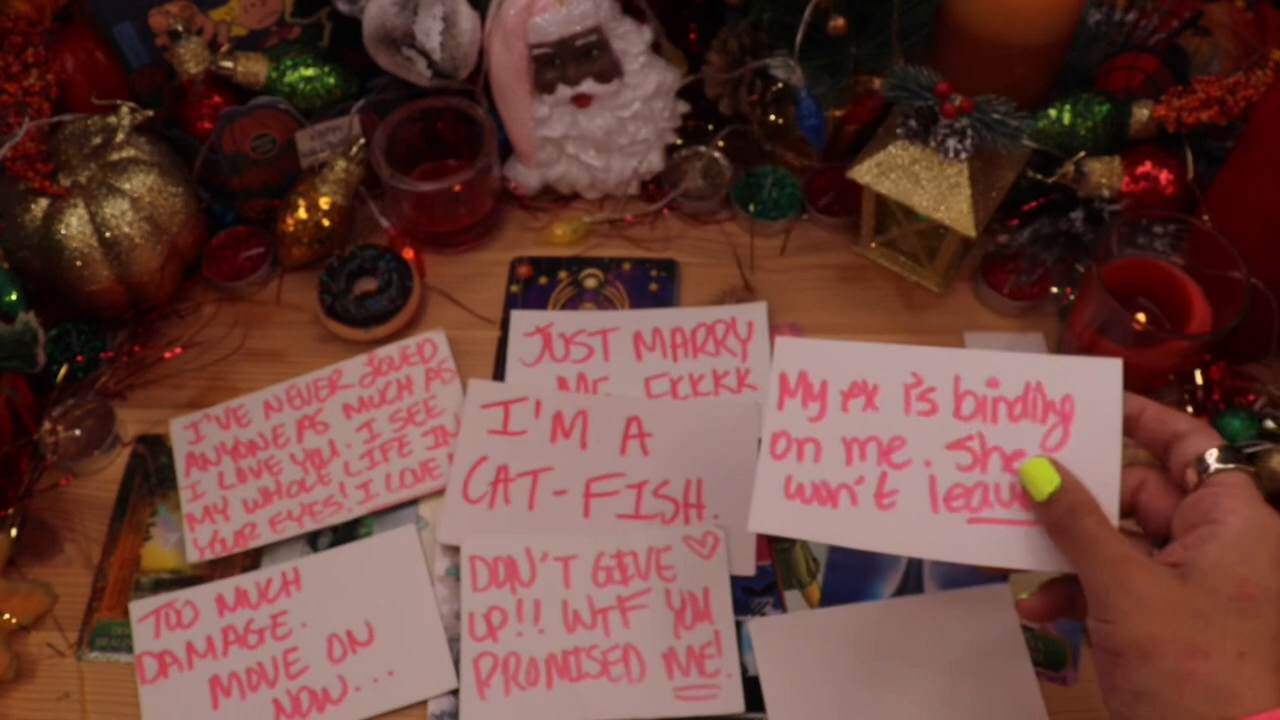 JUST MARRY
ME CKKKK
I'VE NEVER LOVED
ANYONE AS MUCH AS
I LOVE YOU. I SEE
MY WHOLE LIFE IN
YOUR EYES! I LOVE
I'M A
CAT-FISH.
My ex is binding
on me. She
won't leave
TOO MUCH
DAMAGE.
MOVE ON
NOW...
DON'T GIVE
UP!! WTF YOU
PROMISED ME!